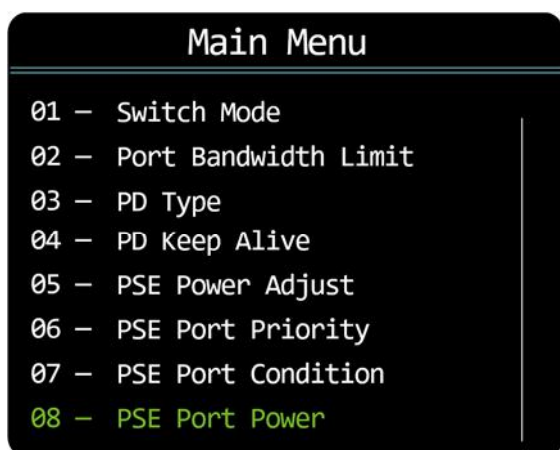 Main Menu
01 — Switch Mode
02 — Port Bandwidth Limit
03 — PD Type
04 — PD Keep Alive
05 — PSE Power Adjust
06 — PSE Port Priority
07 — PSE Port Condition
08 — PSE Port Power